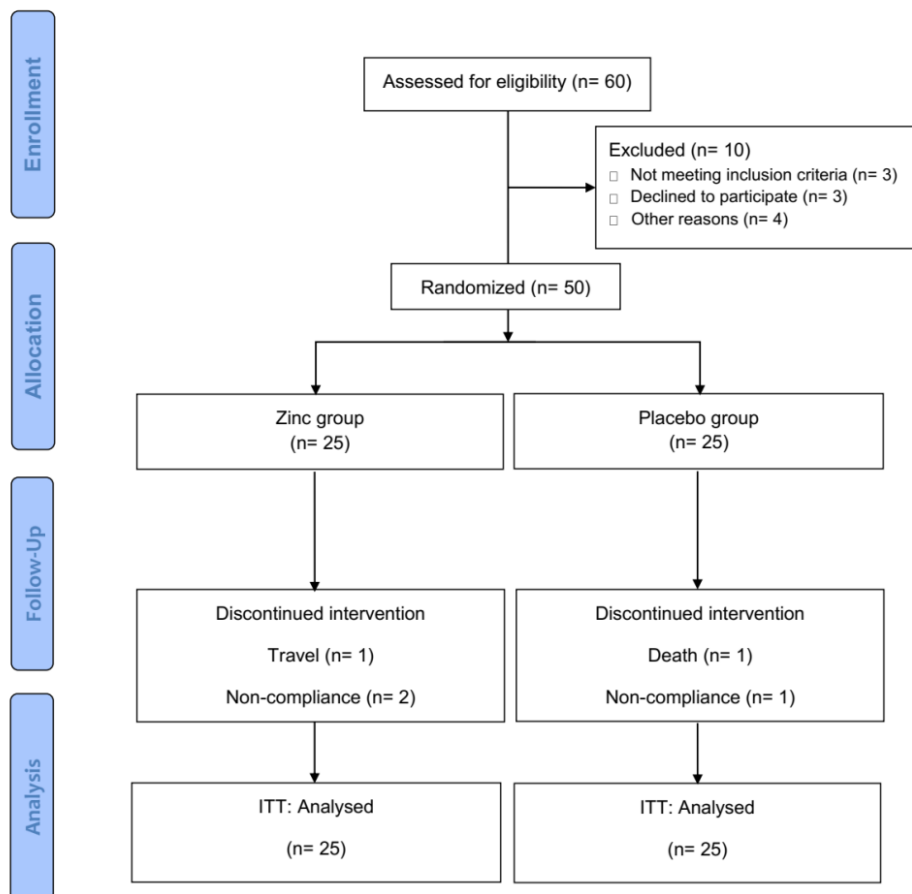 Enrollment
Assessed for eligibility (n= 60)
Excluded (n= 10)
Not meeting inclusion criteria (n= 3)
Declined to participate (n= 3)
Other reasons (n= 4)
Allocation
Randomized (n= 50)
Zinc group
(n= 25)
Placebo group
(n= 25)
Follow-Up
Discontinued intervention
Travel (n= 1)
Non-compliance (n= 2)
Discontinued intervention
Death (n= 1)
Non-compliance (n= 1)
Analysis
ITT: Analysed
(n= 25)
ITT: Analysed
(n= 25)